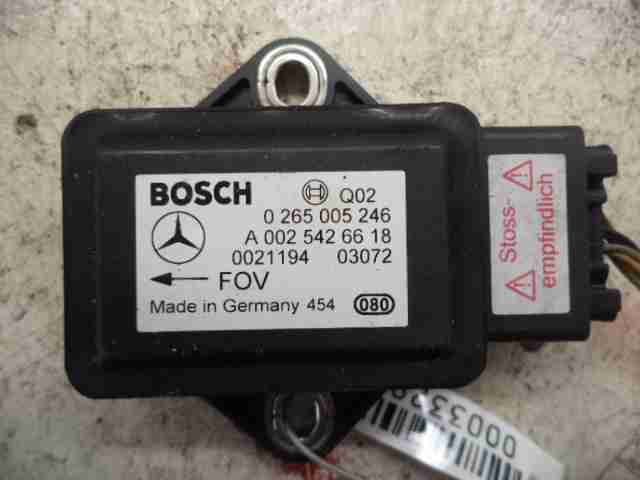 BOSCH Q02
0 265 005 246
A 002 542 66 18
0021194 03072
FOV
Made in Germany 454 080
Stoss-
empfindlich